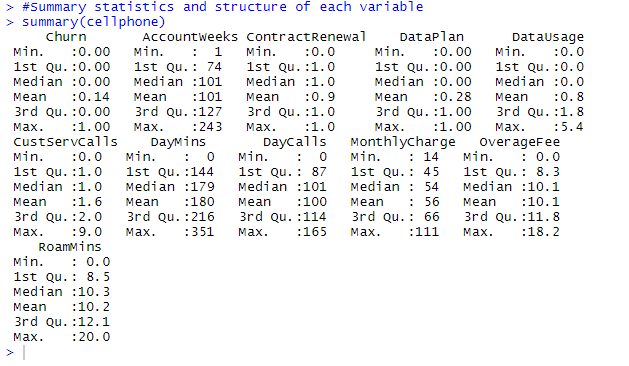 > #Summary statistics and structure of each variable
> summary(cellphone)
     Churn       AccountWeeks ContractRenewal    DataPlan      DataUsage
 Min.   :0.00   Min.   :  1   Min.   :0.0     Min.   :0.00   Min.   :0.0
 1st Qu.:0.00   1st Qu.: 74   1st Qu.:1.0     1st Qu.:0.00   1st Qu.:0.0
 Median :0.00   Median :101   Median :1.0     Median :0.00   Median :0.0
 Mean   :0.14   Mean   :101   Mean   :0.9     Mean   :0.28   Mean   :0.8
 3rd Qu.:0.00   3rd Qu.:127   3rd Qu.:1.0     3rd Qu.:1.00   3rd Qu.:1.8
 Max.   :1.00   Max.   :243   Max.   :1.0     Max.   :1.00   Max.   :5.4
 CustServCalls    DayMins       DayCalls   MonthlyCharge   OverageFee
 Min.   :0.0   Min.   :  0   Min.   :  0   Min.   : 14   Min.   : 0.0
 1st Qu.:1.0   1st Qu.:144   1st Qu.: 87   1st Qu.: 45   1st Qu.: 8.3
 Median :1.0   Median :179   Median :101   Median : 54   Median :10.1
 Mean   :1.6   Mean   :180   Mean   :100   Mean   : 56   Mean   :10.1
 3rd Qu.:2.0   3rd Qu.:216   3rd Qu.:114   3rd Qu.: 66   3rd Qu.:11.8
 Max.   :9.0   Max.   :351   Max.   :165   Max.   :111   Max.   :18.2
    RoamMins
 Min.   : 0.0
 1st Qu.: 8.5
 Median :10.3
 Mean   :10.2
 3rd Qu.:12.1
 Max.   :20.0
>